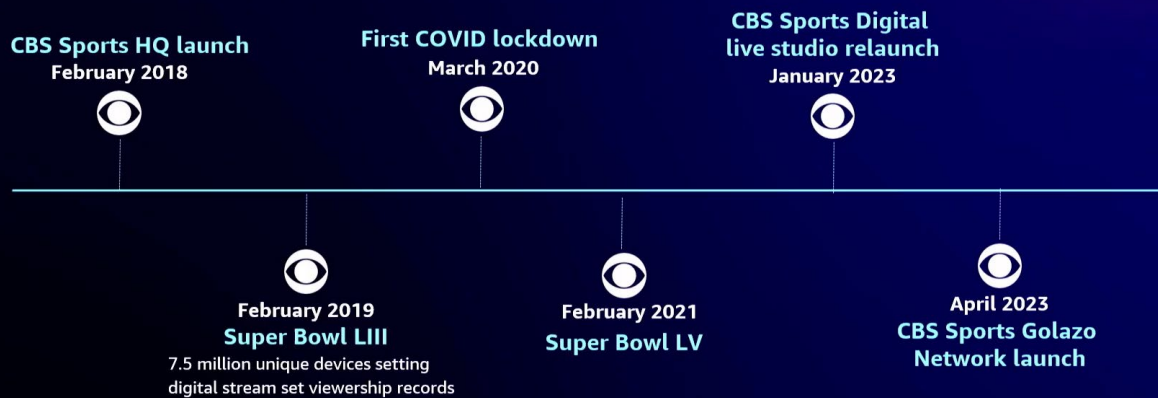 CBS Sports HQ launch
February 2018
First COVID lockdown
March 2020
CBS Sports Digital
live studio relaunch
January 2023
February 2019
Super Bowl LIII
7.5 million unique devices setting
digital stream set viewership records
February 2021
Super Bowl LV
April 2023
CBS Sports Golazo
Network launch